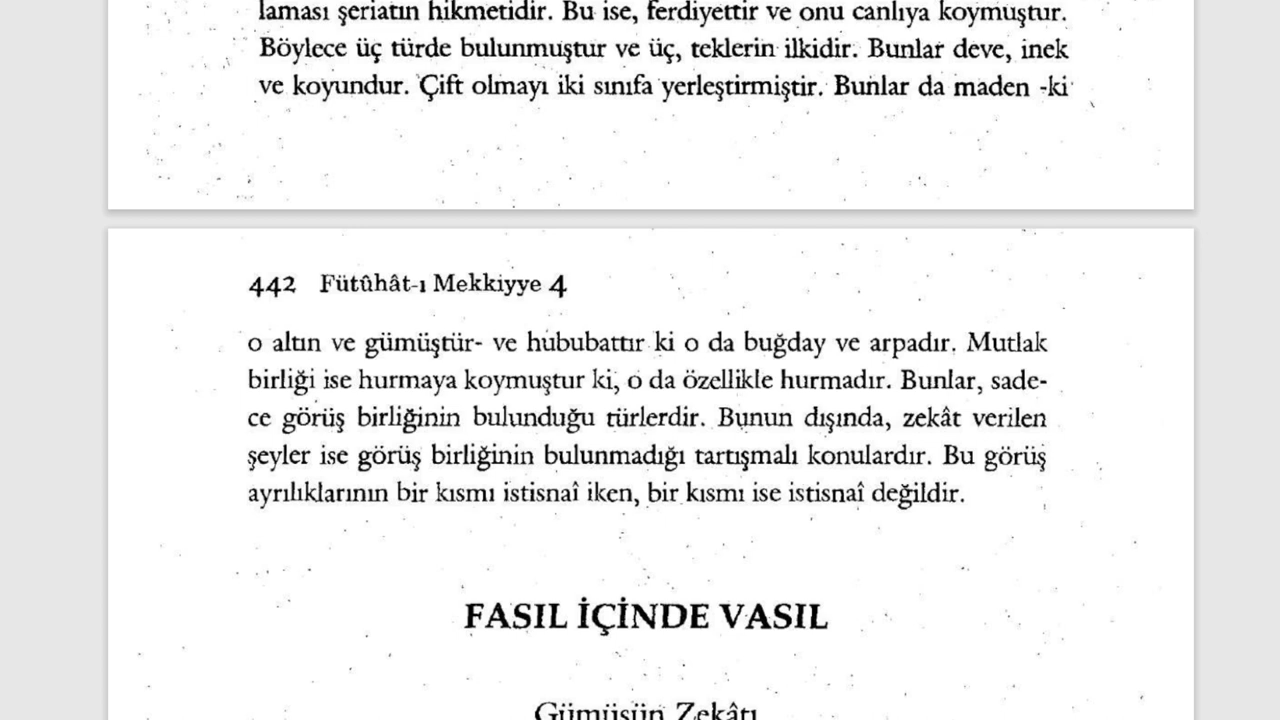 laması şeriatın hikmetidir. Bu ise, ferdiyettir ve onu canlıya koymuştur.
Böylece üç türde bulunmuştur ve üç, teklerin ilkidir. Bunlar deve, inek
ve koyundur. Çift olmayı iki sınıfa yerleştirmiştir. Bunlar da maden -ki
442 Fütûhât-ı Mekkiyye 4
o altın ve gümüştür- ve hububattır ki o da buğday ve arpadır. Mutlak
birliği ise hurmaya koymuştur ki, o da özellikle hurmadır. Bunlar, sade-
ce görüş birliğinin bulunduğu türlerdir. Bunun dışında, zekât verilen
şeyler ise görüş birliğinin bulunmadığı tartışmalı konulardır. Bu görüş
ayrılıklarının bir kısmı istisnaî iken, bir kısmı ise istisnaî değildir.
FASIL İÇİNDE VASIL
Gümüşün Zekâtı